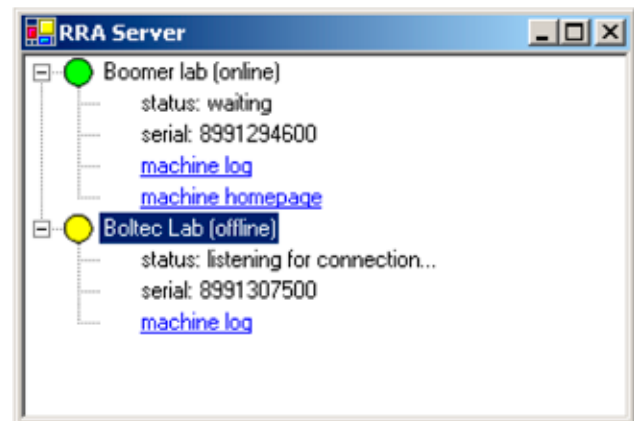 RRA Server
Boomer lab (online)
status: waiting
serial: 8991294600
machine log
machine homepage
Boltec Lab (offline)
status: listening for connection...
serial: 8991307500
machine log